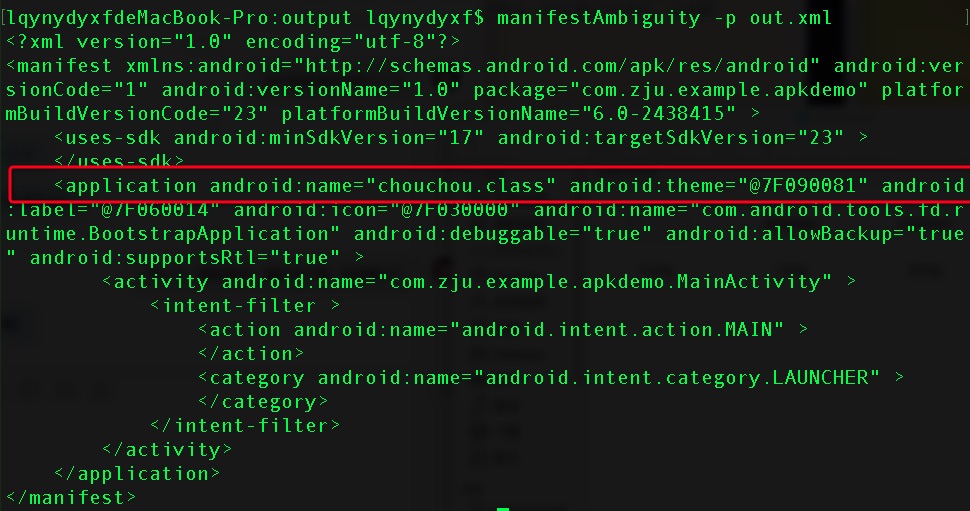 [lqynydyxfdeMacBook-Pro:output lqynydyxf$ manifestAmbiguity -p out.xml ]
<?xml version="1.0" encoding="utf-8"?>
<manifest xmlns:android="http://schemas.android.com/apk/res/android" android:ver
sionCode="1" android:versionName="1.0" package="com.zju.example.apkdemo" platfor
mBuildVersionCode="23" platformBuildVersionName="6.0-2438415" >
    <uses-sdk android:minSdkVersion="17" android:targetSdkVersion="23" >
    </uses-sdk>
    <application android:name="chouchou.class" android:theme="@7F090081" android
:label="@7F060014" android:icon="@7F030000" android:name="com.android.tools.fd.r
untime.BootstrapApplication" android:debuggable="true" android:allowBackup="true
" android:supportsRtl="true" >
        <activity android:name="com.zju.example.apkdemo.MainActivity" >
            <intent-filter >
                <action android:name="android.intent.action.MAIN" >
                </action>
                <category android:name="android.intent.category.LAUNCHER" >
                </category>
            </intent-filter>
        </activity>
    </application>
</manifest>